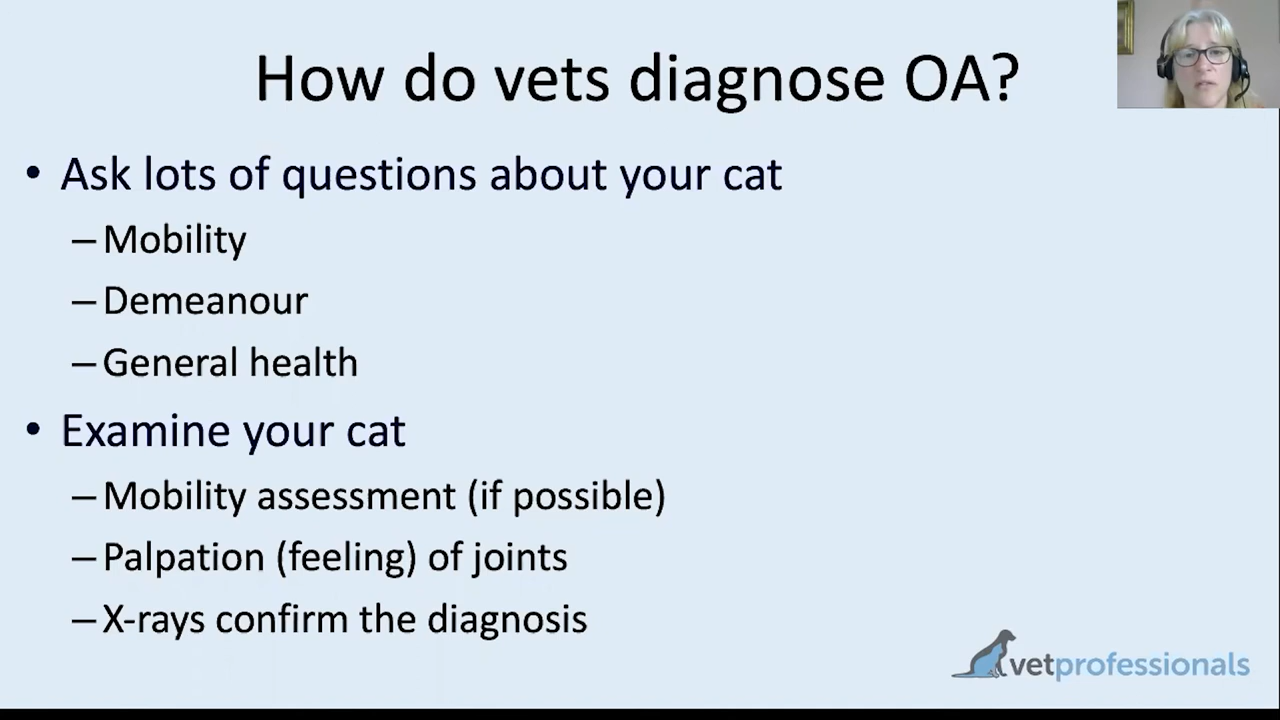 How do vets diagnose OA?
• Ask lots of questions about your cat
– Mobility
– Demeanour
– General health
• Examine your cat
– Mobility assessment (if possible)
– Palpation (feeling) of joints
– X-rays confirm the diagnosis
vetprofessionals